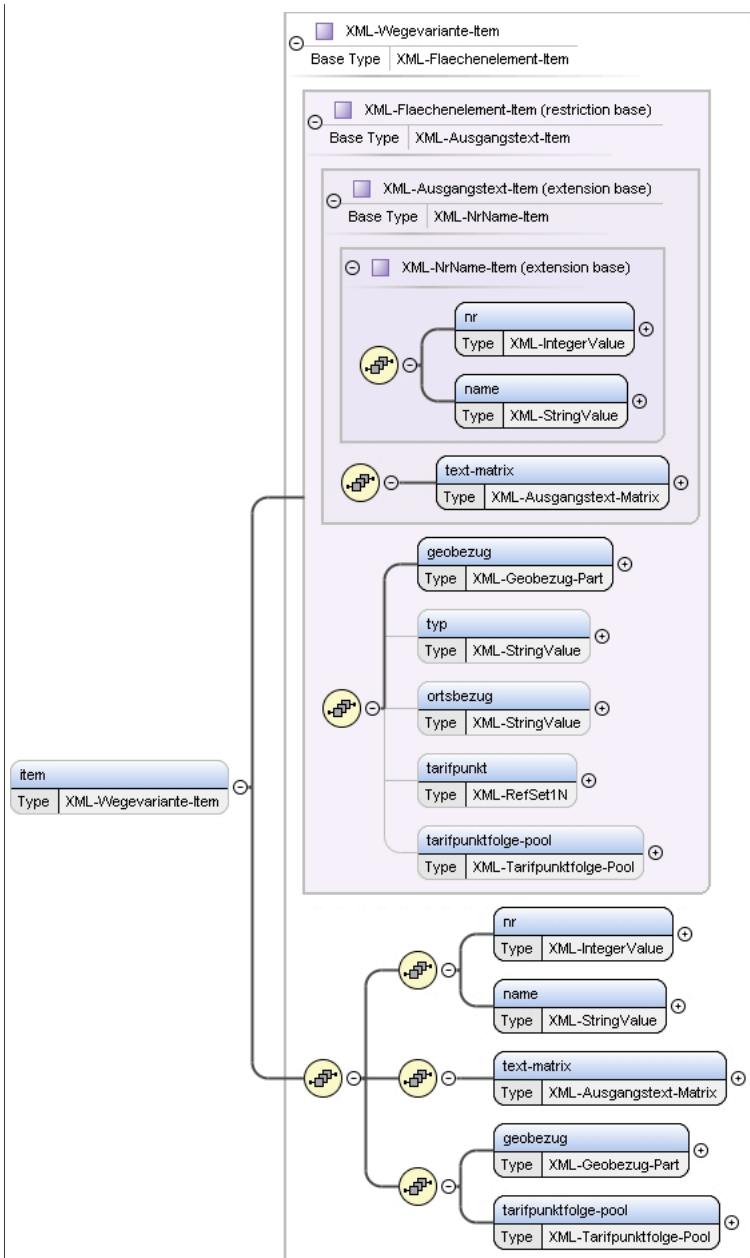 XML-Wegevariante-Item
Base Type XML-Flaechenelement-Item
XML-Flaechenelement-Item (restriction base)
Base Type XML-Ausgangstext-Item
XML-Ausgangstext-Item (extension base)
Base Type XML-NrName-Item
XML-NrName-Item (extension base)
nr
Type XML-IntegerValue
name
Type XML-StringValue
text-matrix
Type XML-Ausgangstext-Matrix
geobezug
Type XML-Geobezug-Part
typ
Type XML-StringValue
ortsbezug
Type XML-StringValue
tarifpunkt
Type XML-RefSet1N
tarifpunktfolge-pool
Type XML-Tarifpunktfolge-Pool
item
Type XML-Wegevariante-Item
nr
Type XML-IntegerValue
name
Type XML-StringValue
text-matrix
Type XML-Ausgangstext-Matrix
geobezug
Type XML-Geobezug-Part
tarifpunktfolge-pool
Type XML-Tarifpunktfolge-Pool